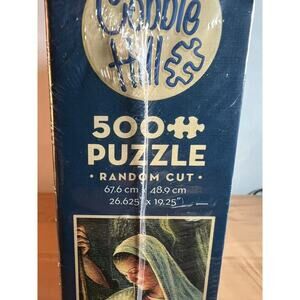 Cobble
Hill
500
PUZZLE
• RANDOM CUT •
67.6 cm x 48.9 cm
26.625" x 19.25"